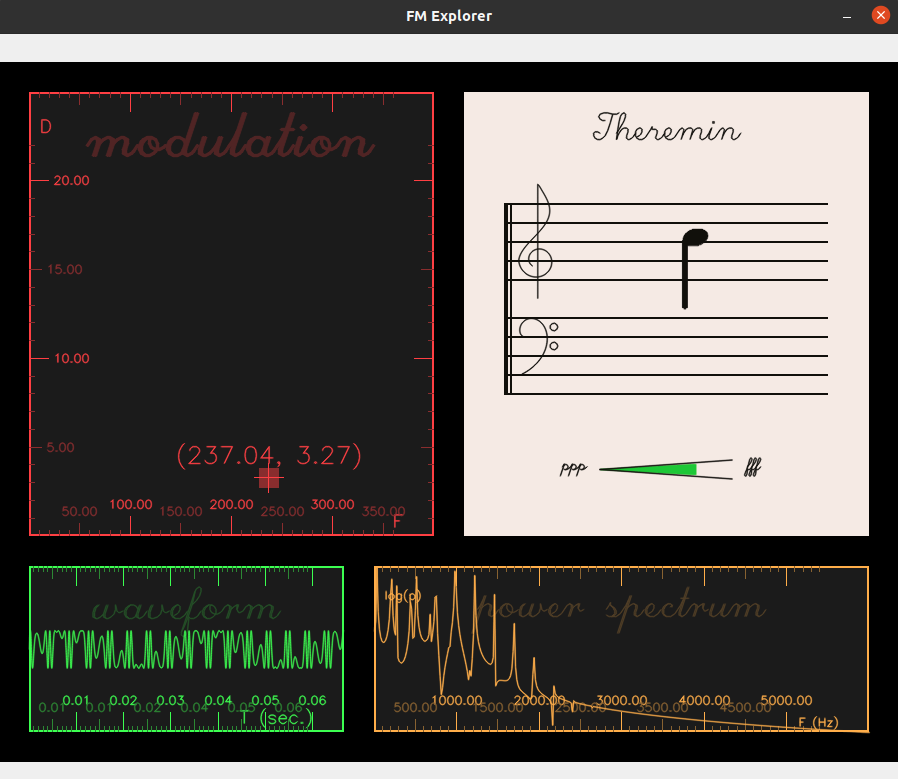 FM Explorer
D
modulation
20.00
15.00
10.00
5.00
(237.04, 3.27)
50.00 100.00 150.00 200.00 250.00 300.00 350.00
F
Theremin
ppp fff
waveform
0.01 0.01 0.01 0.02 0.03 0.03 0.04 0.04 0.05 0.05 0.06
T (sec.)
log(p)
power spectrum
500.00 1000.00 1500.00 2000.00 2500.00 3000.00 3500.00 4000.00 4500.00 5000.00
F (Hz)